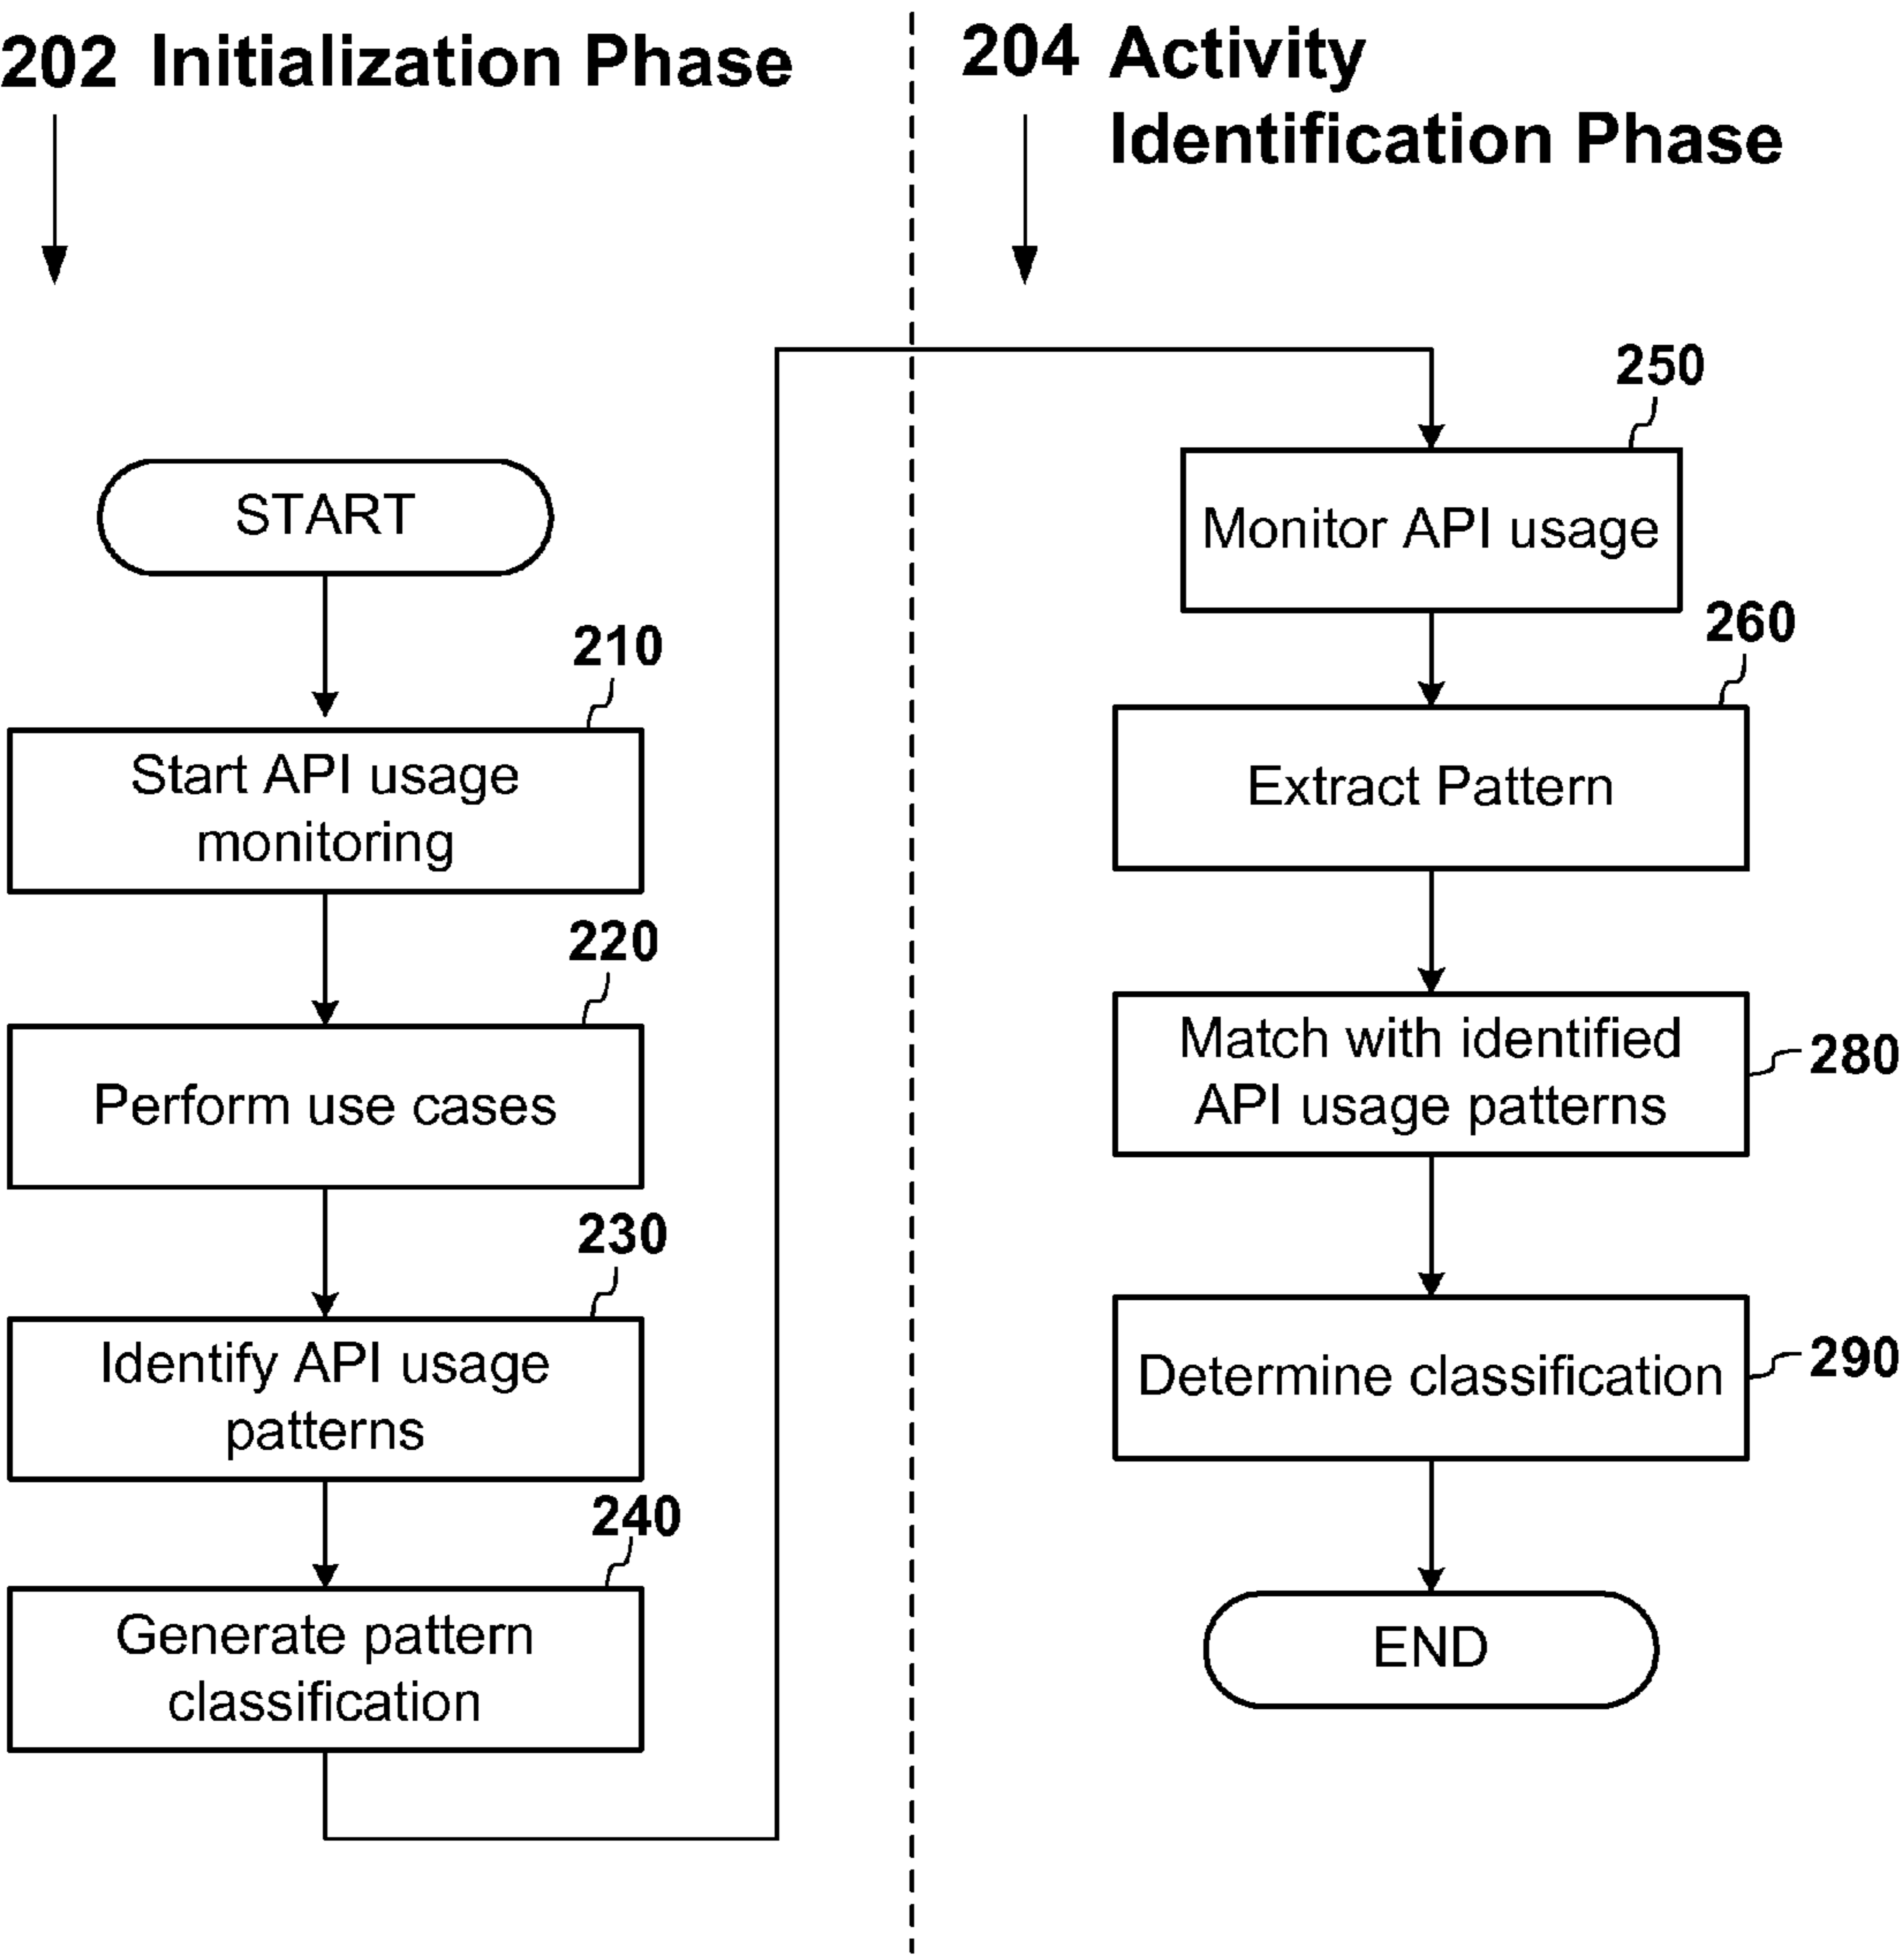 202 Initialization Phase
START
210
Start API usage
monitoring
220
Perform use cases
230
Identify API usage
patterns
240
Generate pattern
classification
204 Activity
Identification Phase
250
Monitor API usage
260
Extract Pattern
Match with identified
API usage patterns
280
Determine classification
290
END